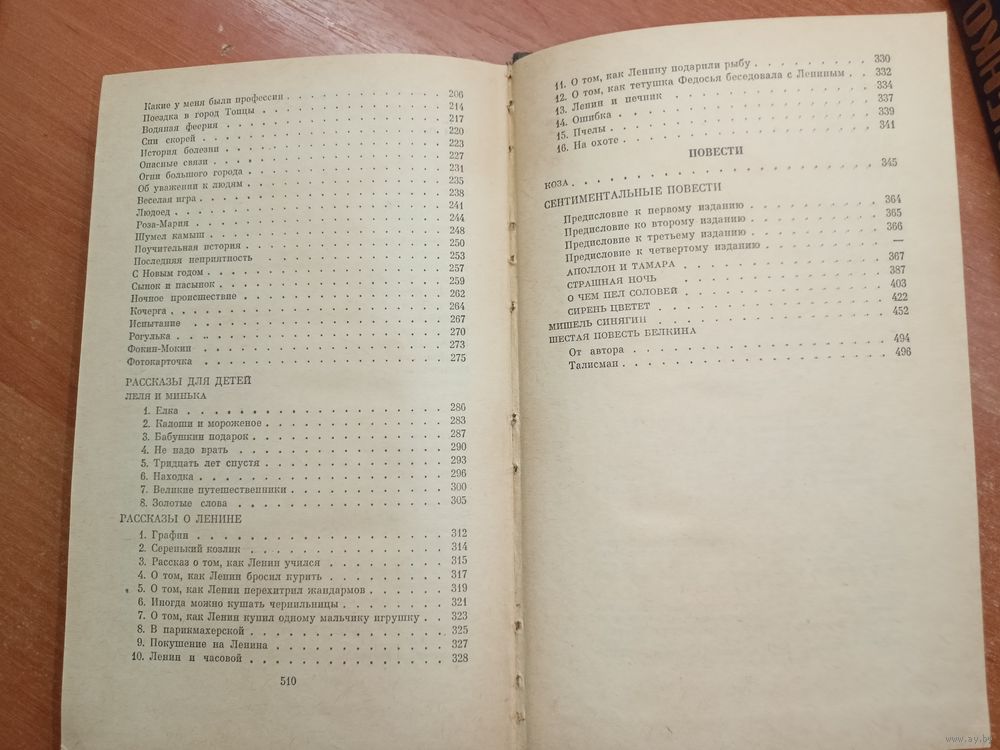 Какие у меня были профессии . . . . . . . . . . 206
Поездка в город Топцы . . . . . . . . . . 214
Водяная феерия . . . . . . . . . . 217
Спи скорей . . . . . . . . . . 220
История болезни . . . . . . . . . . 223
Опасные связи . . . . . . . . . . 227
Огни большого города . . . . . . . . . . 231
Об уважении к людям . . . . . . . . . . 235
Веселая игра . . . . . . . . . . 238
Людоед . . . . . . . . . . 241
Роза-Мария . . . . . . . . . . 244
Шумел камыш . . . . . . . . . . 248
Поучительная история . . . . . . . . . . 250
Последняя неприятность . . . . . . . . . . 253
С Новым годом . . . . . . . . . . 257
Сынок и пасынок . . . . . . . . . . 259
Ночное происшествие . . . . . . . . . . 262
Кочерга . . . . . . . . . . 264
Испытание . . . . . . . . . . 267
Рогулька . . . . . . . . . . 270
Фокин-Мокин . . . . . . . . . . 273
Фотокарточка . . . . . . . . . . 275
РАССКАЗЫ ДЛЯ ДЕТЕЙ
ЛЕЛЯ И МИНЬКА
1. Елка . . . . . . . . . . 286
2. Калоши и мороженое . . . . . . . . . . 283
3. Бабушкин подарок . . . . . . . . . . 287
4. Не надо врать . . . . . . . . . . 290
5. Тридцать лет спустя . . . . . . . . . . 293
6. Находка . . . . . . . . . . 296
7. Великие путешественники . . . . . . . . . . 300
8. Золотые слова . . . . . . . . . . 305
РАССКАЗЫ О ЛЕНИНЕ
1. Графин . . . . . . . . . . 312
2. Серенький козлик . . . . . . . . . . 314
3. Рассказ о том, как Ленин учился . . . . . . . . . . 315
4. О том, как Ленин бросил курить . . . . . . . . . . 317
5. О том, как Ленин перехитрил жандармов . . . . . . . 319
6. Иногда можно кушать чернильницы . . . . . . . . 321
7. О том, как Ленин купил одному мальчику игрушку . . 323
8. В парикмахерской . . . . . . . . . . 325
9. Покушение на Ленина . . . . . . . . . . 327
10. Ленин и часовой . . . . . . . . . . 328
510
11. О том, как Ленину подарили рыбу . . . . . . . . 330
12. О том, как тетушка Федосья беседовала с Лениным . . 332
13. Ленин и печник . . . . . . . . . . 334
14. Ошибка . . . . . . . . . . 337
15. Пчелы . . . . . . . . . . 339
16. На охоте . . . . . . . . . . 341
ПОВЕСТИ
КОЗА . . . . . . . . . . 345
СЕНТИМЕНТАЛЬНЫЕ ПОВЕСТИ
Предисловие к первому изданию . . . . . . . . 364
Предисловие ко второму изданию . . . . . . . . 365
Предисловие к третьему изданию . . . . . . . . 366
Предисловие к четвертому изданию . . . . . . . . —
АПОЛЛОН И ТАМАРА . . . . . . . . . . 367
СТРАШНАЯ НОЧЬ . . . . . . . . . . 387
О ЧЕМ ПЕЛ СОЛОВЕЙ . . . . . . . . . . 403
СИРЕНЬ ЦВЕТЕТ . . . . . . . . . . 422
МИШЕЛЬ СИНЯГИН . . . . . . . . . . 452
ШЕСТАЯ ПОВЕСТЬ БЕЛКИНА
От автора . . . . . . . . . . 494
Талисман . . . . . . . . . . 496
www.ay.by